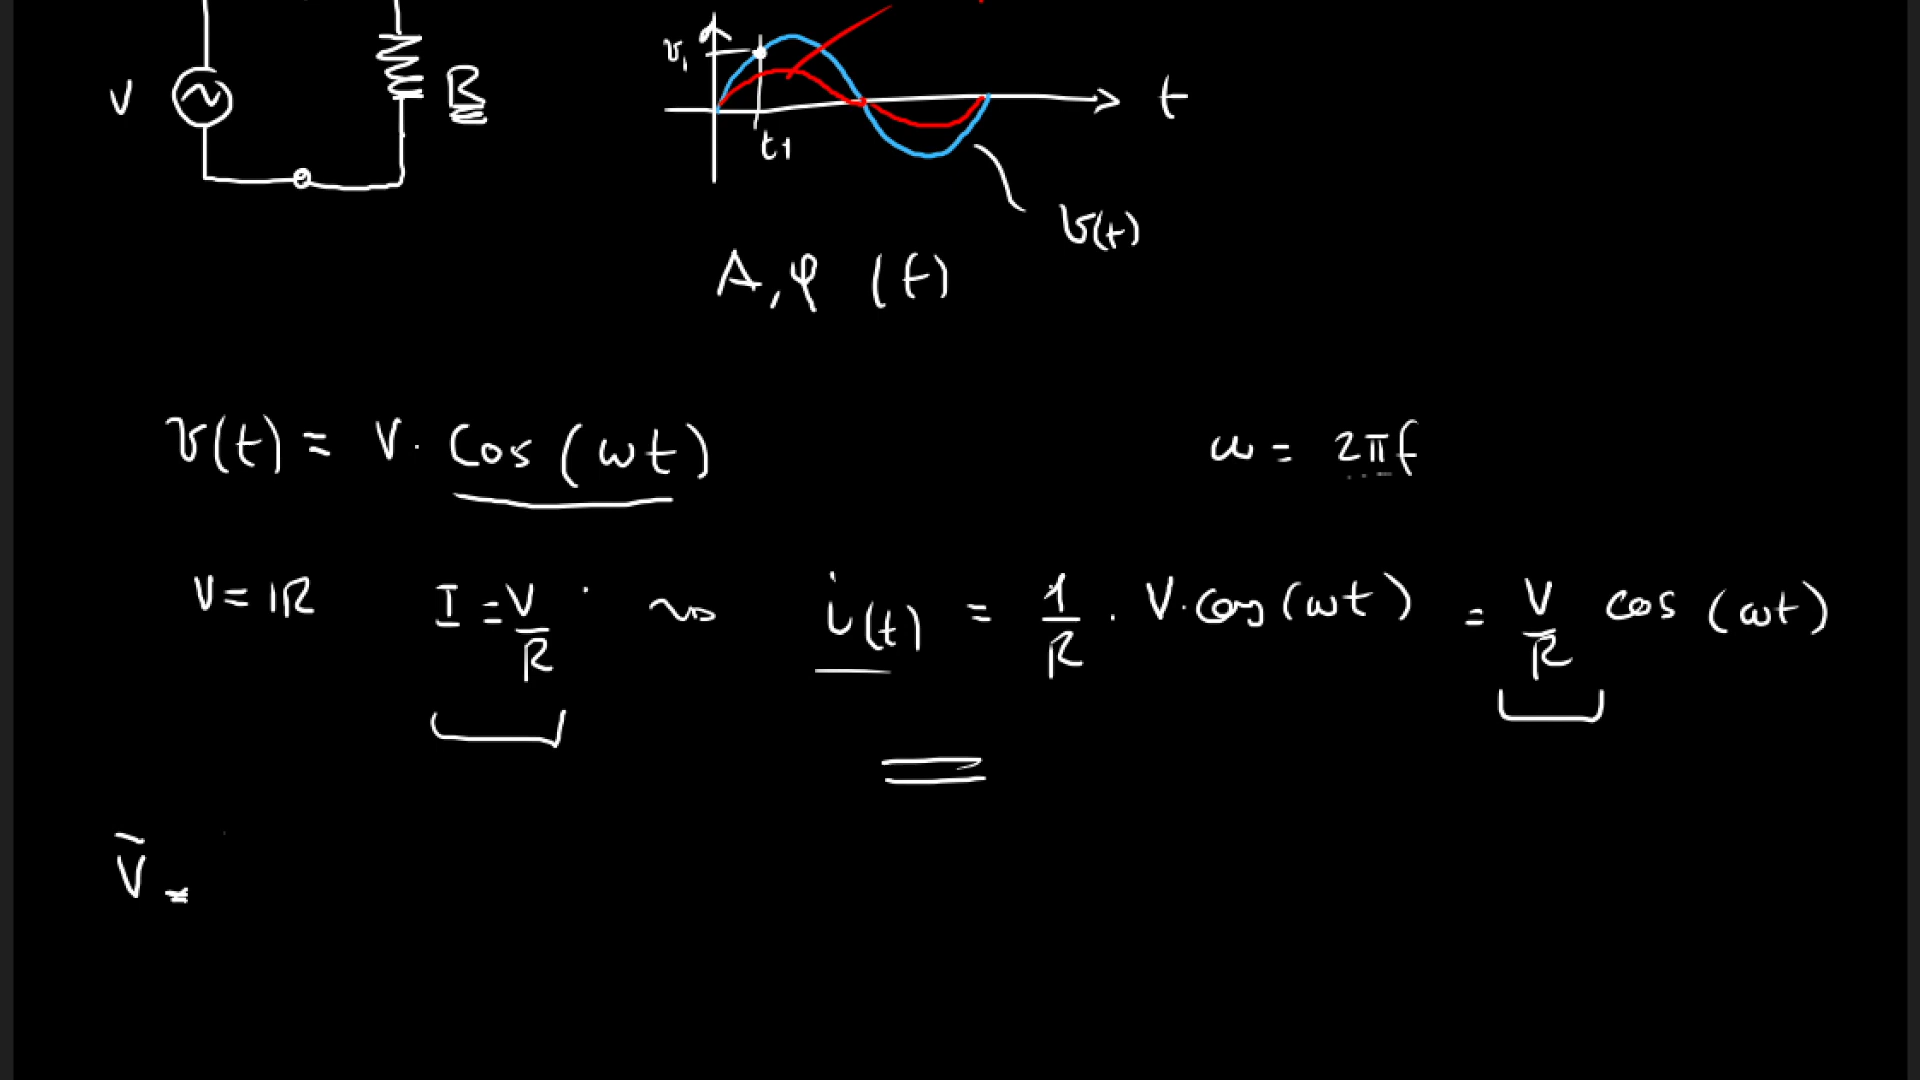 V R
v₁ t
t1
v(t)
A, φ (f)
v(t) = V · cos (ωt) ω = 2πf
V = IR I = V/R ⇝ i(t) = 1/R · V · cos (ωt) = V/R cos (ωt)
V̄ =